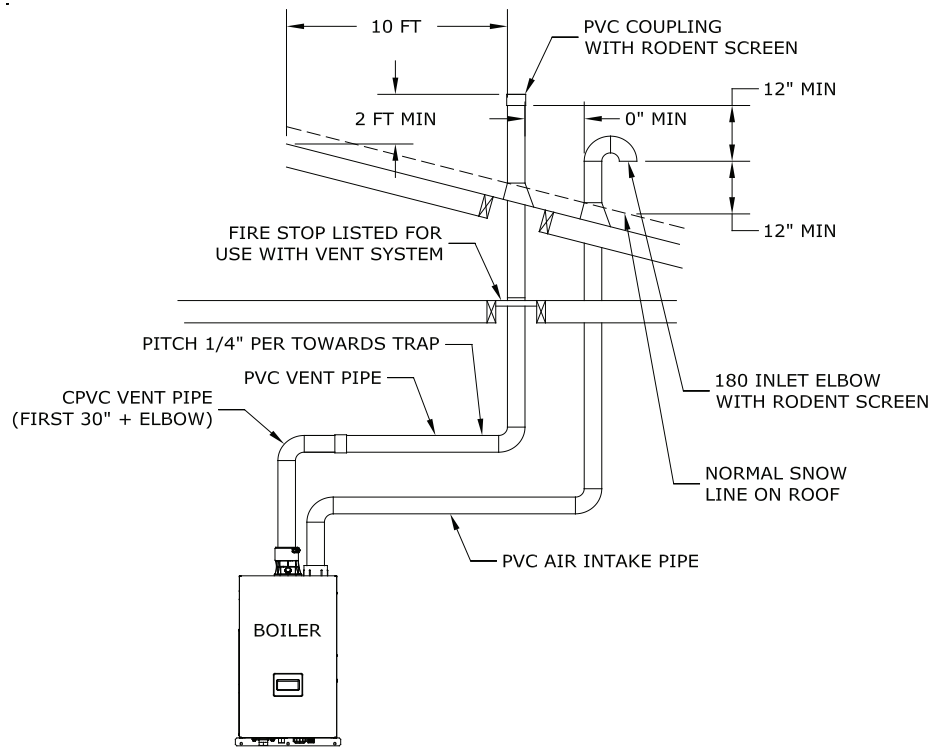 10 FT
PVC COUPLING
WITH RODENT SCREEN
12" MIN
2 FT MIN
0" MIN
FIRE STOP LISTED FOR
USE WITH VENT SYSTEM
12" MIN
PITCH 1/4" PER TOWARDS TRAP
PVC VENT PIPE
180 INLET ELBOW
WITH RODENT SCREEN
CPVC VENT PIPE
(FIRST 30" + ELBOW)
NORMAL SNOW
LINE ON ROOF
PVC AIR INTAKE PIPE
BOILER